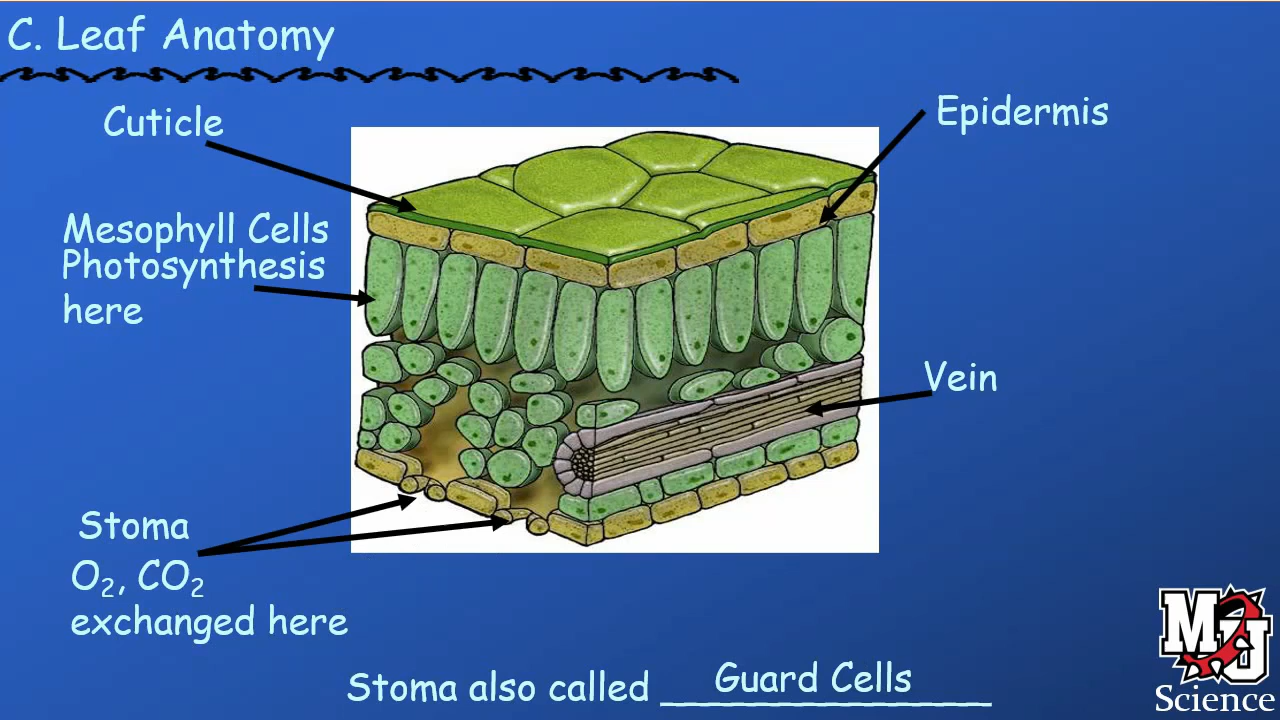 C. Leaf Anatomy
Cuticle
Epidermis
Mesophyll Cells
Photosynthesis
here
Vein
Stoma
O₂, CO₂
exchanged here
Stoma also called Guard Cells
MU
Science